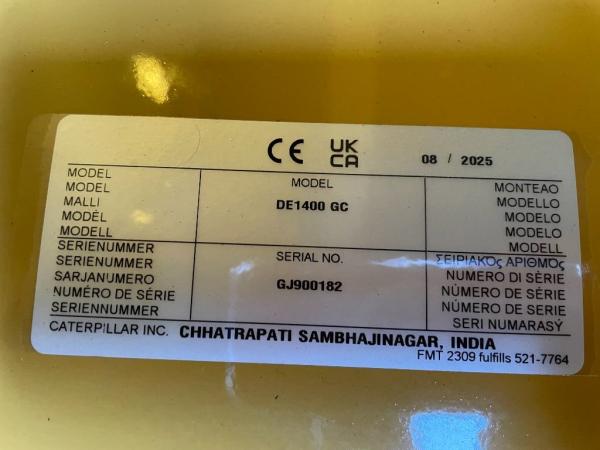 CE UK CA 08 / 2025
MODEL
MODEL
MALLI
MODÈL
MODELL
MODEL
DE1400 GC
ΜΟΝΤΕΛΟ
MODELLO
MODELO
MODELO
MODELL
SERIENUMMER
SERIENUMMER
SARJANUMERO
NUMÉRO DE SÉRIE
SERIENNUMMER
SERIAL NO.
GJ900182
ΣΕΙΡΙΑΚΟς ΑΡΙΘΜΟς
NUMERO DI SÈRIE
NÚMERO DE SÉRIE
NÚMERO DE SERIE
SERI NUMARASÝ
CATERPILLAR INC. CHHATRAPATI SAMBHAJINAGAR, INDIA
FMT 2309 fulfills 521-7764